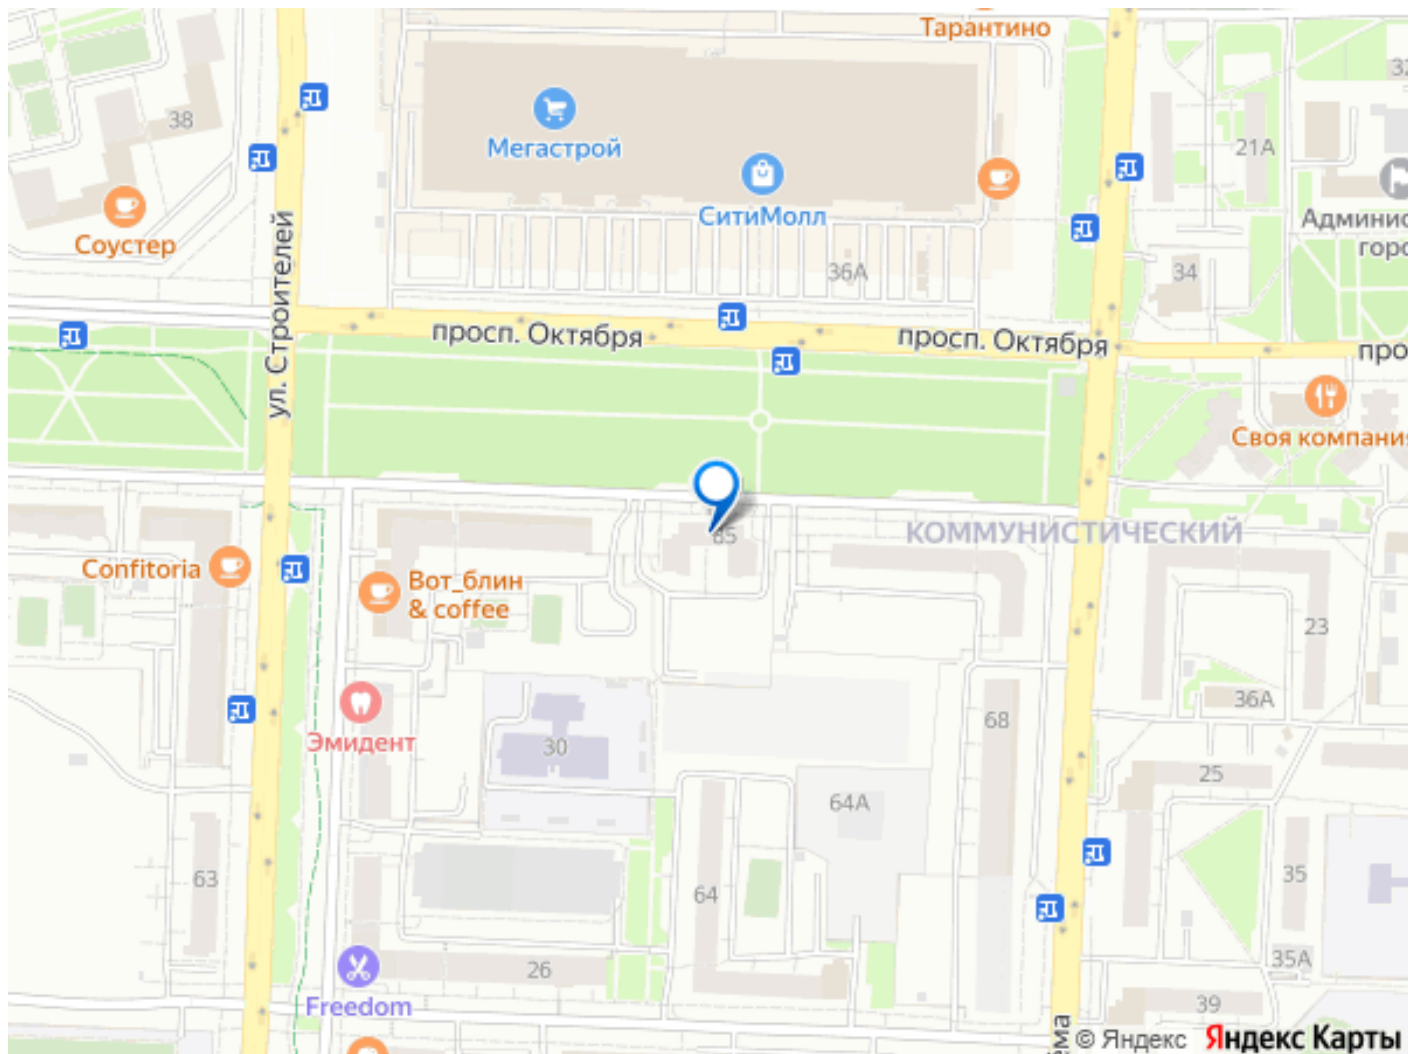 Тарантино
38
Мегастрой
21А
Соустер
СитиМолл
Админис
горо
36А
34
ул. Строителей
просп. Октября
просп. Октября
про
Своя компания
КОММУНИСТИЧЕСКИЙ
Confitoria
Вот_блин
& coffee
23
36А
68
Эмидент
30
25
64А
63
64
35
35А
26
39
Freedom
ема
© Яндекс
Яндекс Карты